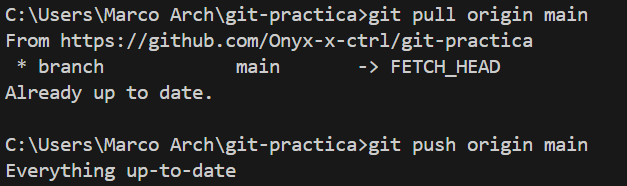 C:\Users\Marco Arch\git-practica>git pull origin main
From https://github.com/Onyx-x-ctrl/git-practica
 * branch            main       -> FETCH_HEAD
Already up to date.

C:\Users\Marco Arch\git-practica>git push origin main
Everything up-to-date